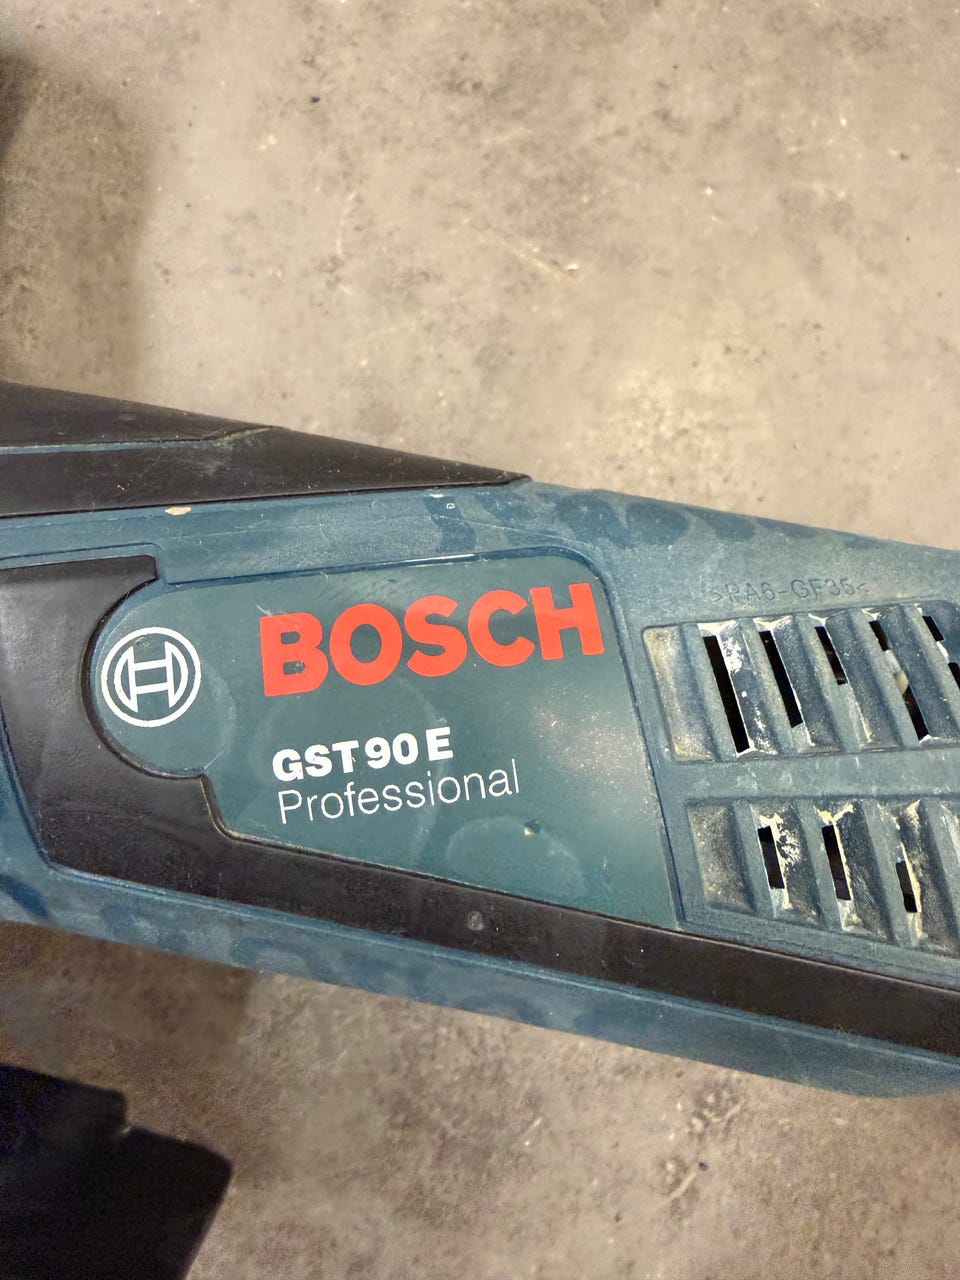 >PA6-GF35<
BOSCH
GST 90 E
Professional